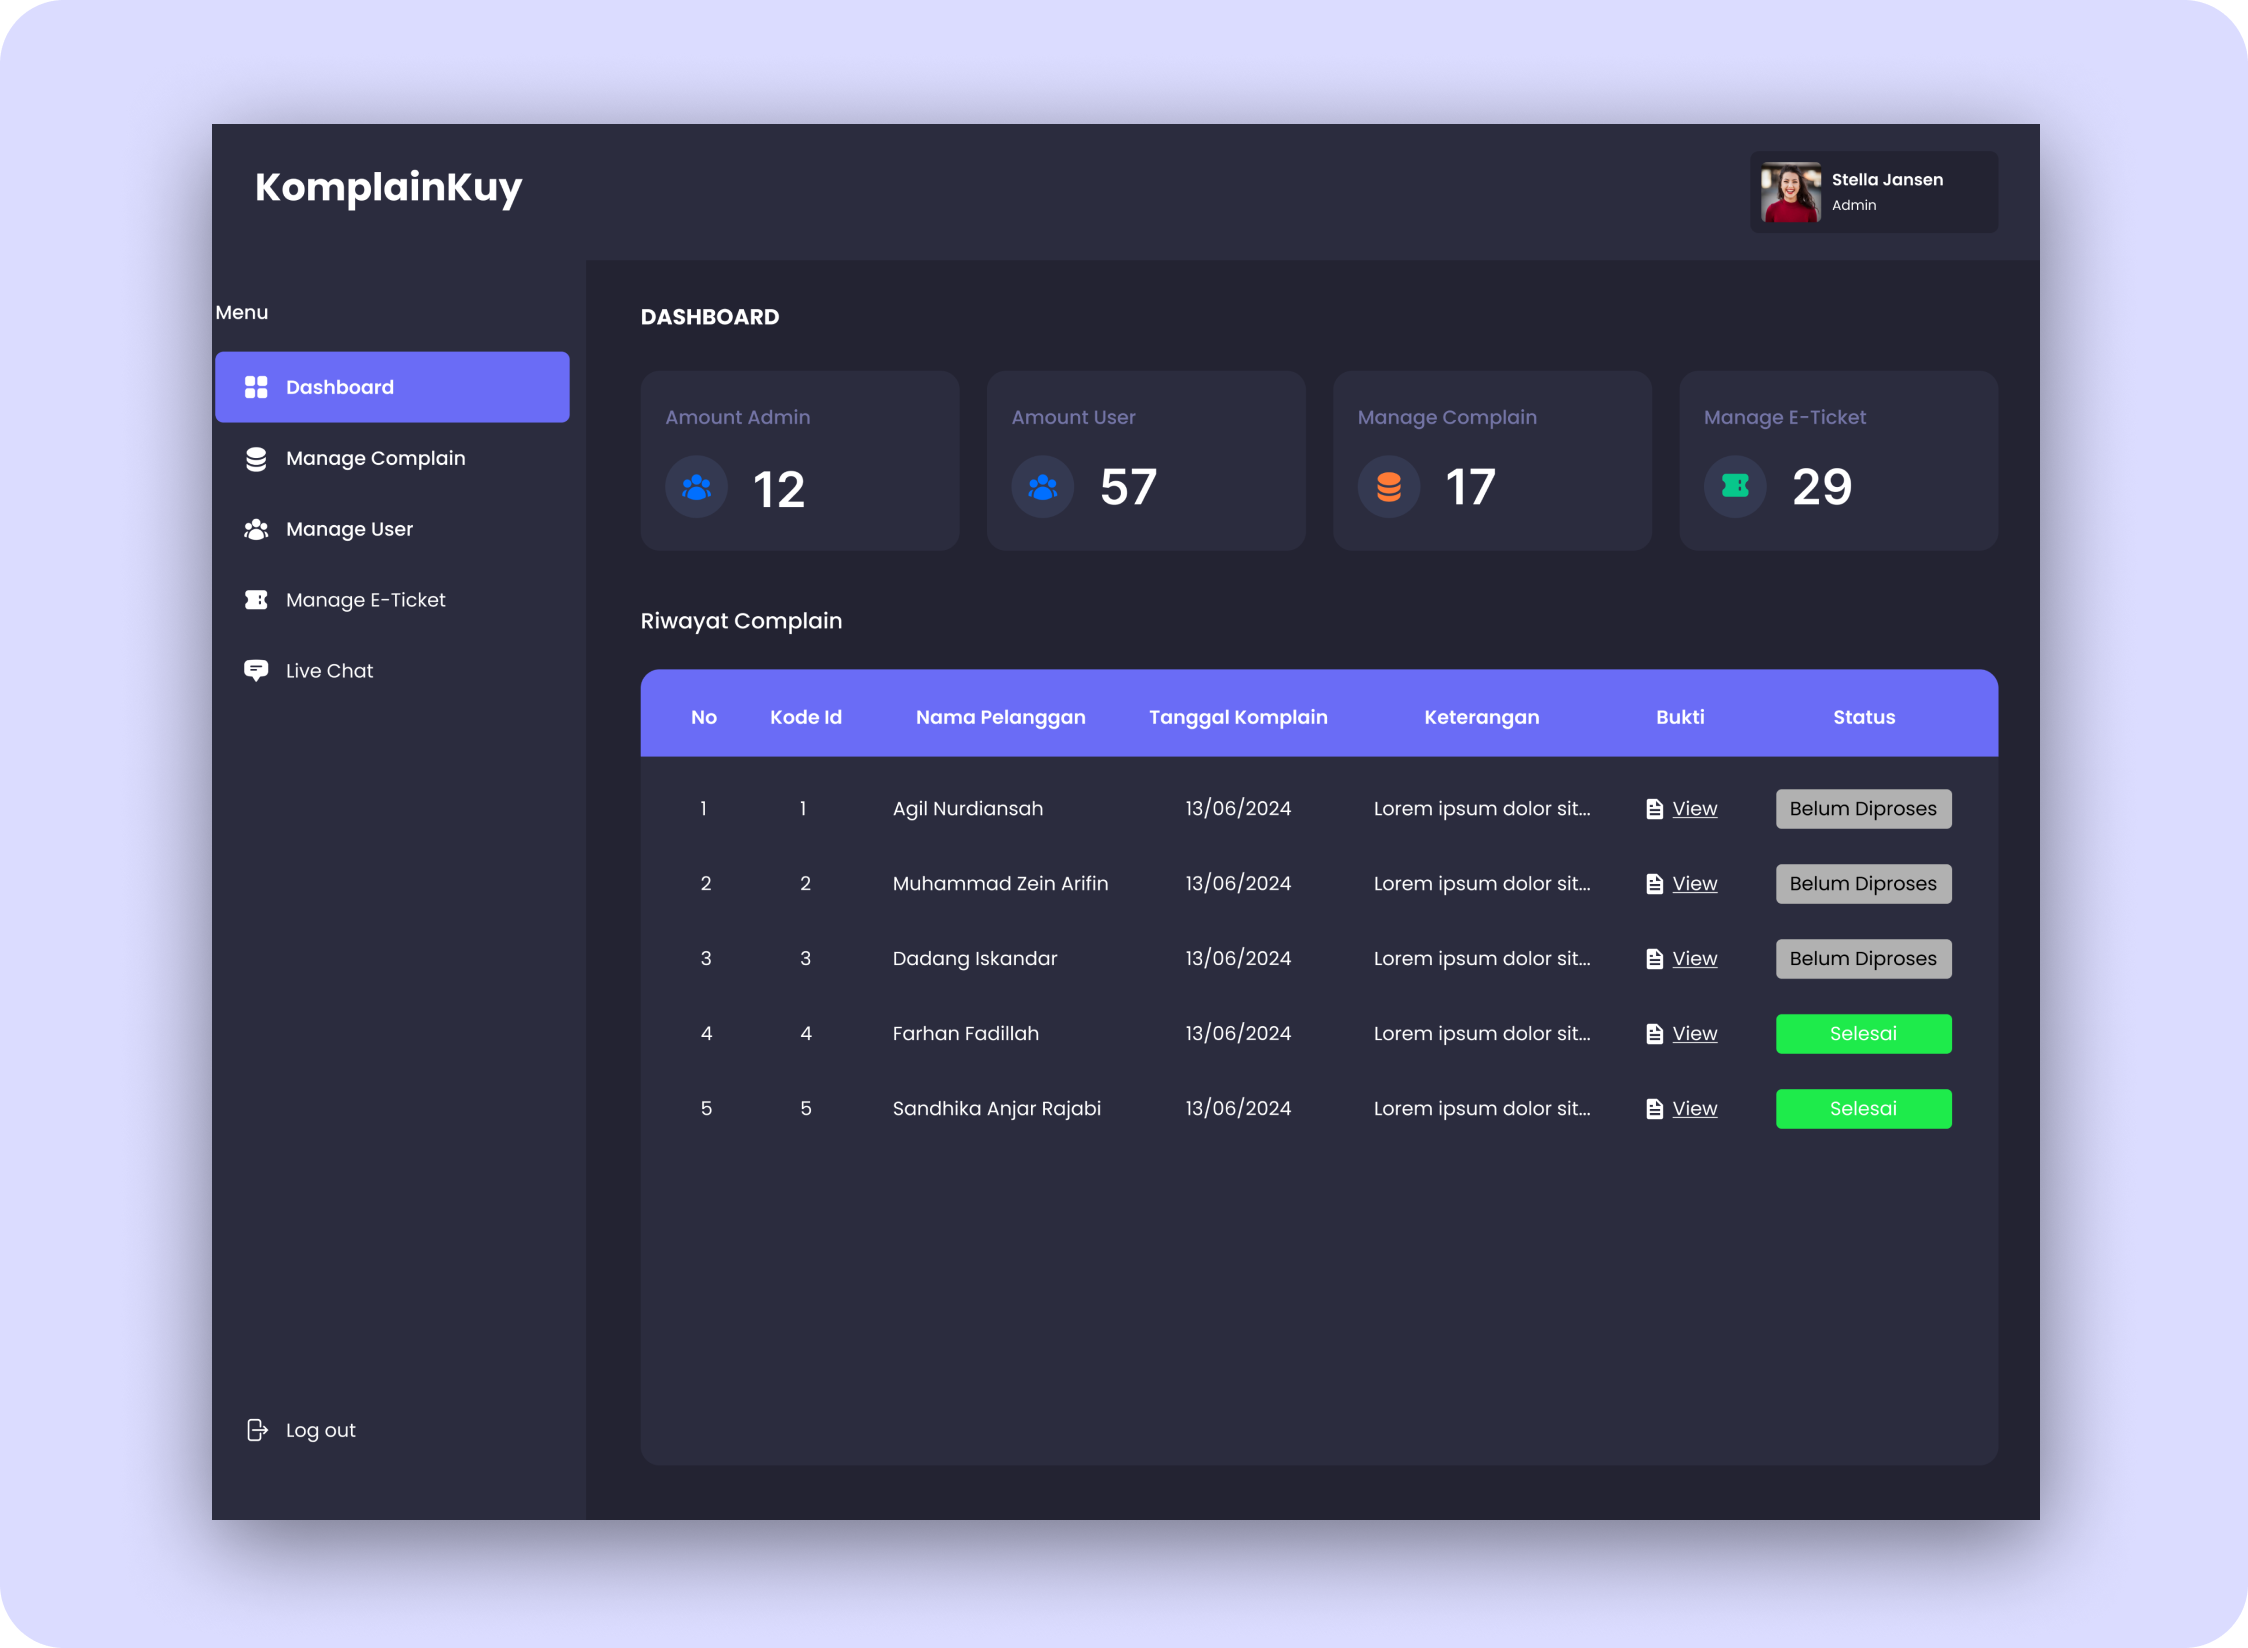 KomplainKuy
Stella Jansen
Admin
Menu
Dashboard
Manage Complain
Manage User
Manage E-Ticket
Live Chat
Log out
DASHBOARD
Amount Admin
12
Amount User
57
Manage Complain
17
Manage E-Ticket
29
Riwayat Complain
No Kode Id Nama Pelanggan Tanggal Komplain Keterangan Bukti Status
1 1 Agil Nurdiansah 13/06/2024 Lorem ipsum dolor sit... View Belum Diproses
2 2 Muhammad Zein Arifin 13/06/2024 Lorem ipsum dolor sit... View Belum Diproses
3 3 Dadang Iskandar 13/06/2024 Lorem ipsum dolor sit... View Belum Diproses
4 4 Farhan Fadillah 13/06/2024 Lorem ipsum dolor sit... View Selesai
5 5 Sandhika Anjar Rajabi 13/06/2024 Lorem ipsum dolor sit... View Selesai